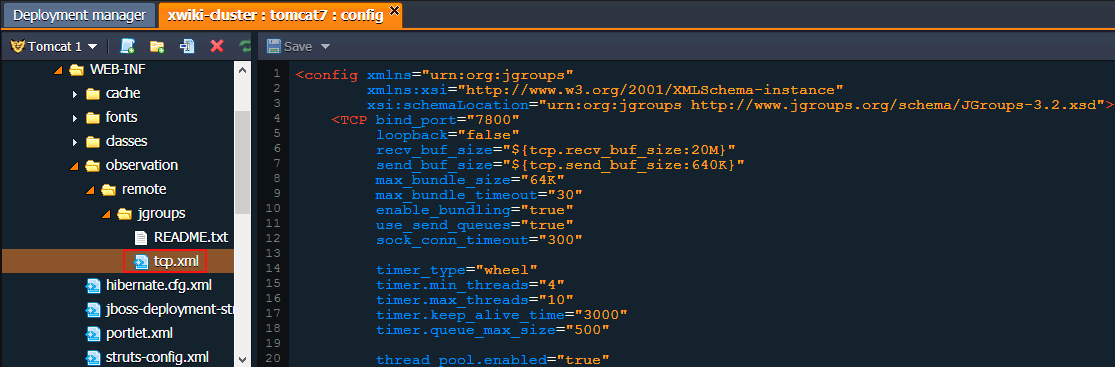 Deployment manager
xwiki-cluster : tomcat7 : config
Tomcat 1
Save
WEB-INF
cache
fonts
classes
observation
remote
jgroups
README.txt
tcp.xml
hibernate.cfg.xml
jboss-deployment-str
portlet.xml
struts-config.xml
1 <config xmlns="urn:org:jgroups"
2 xmlns:xsi="http://www.w3.org/2001/XMLSchema-instance"
3 xsi:schemaLocation="urn:org:jgroups http://www.jgroups.org/schema/JGroups-3.2.xsd">
4 <TCP bind_port="7800"
5 loopback="false"
6 recv_buf_size="${tcp.recv_buf_size:20M}"
7 send_buf_size="${tcp.send_buf_size:640K}"
8 max_bundle_size="64K"
9 max_bundle_timeout="30"
10 enable_bundling="true"
11 use_send_queues="true"
12 sock_conn_timeout="300"
13
14 timer_type="wheel"
15 timer.min_threads="4"
16 timer.max_threads="10"
17 timer.keep_alive_time="3000"
18 timer.queue_max_size="500"
19
20 thread_pool.enabled="true"